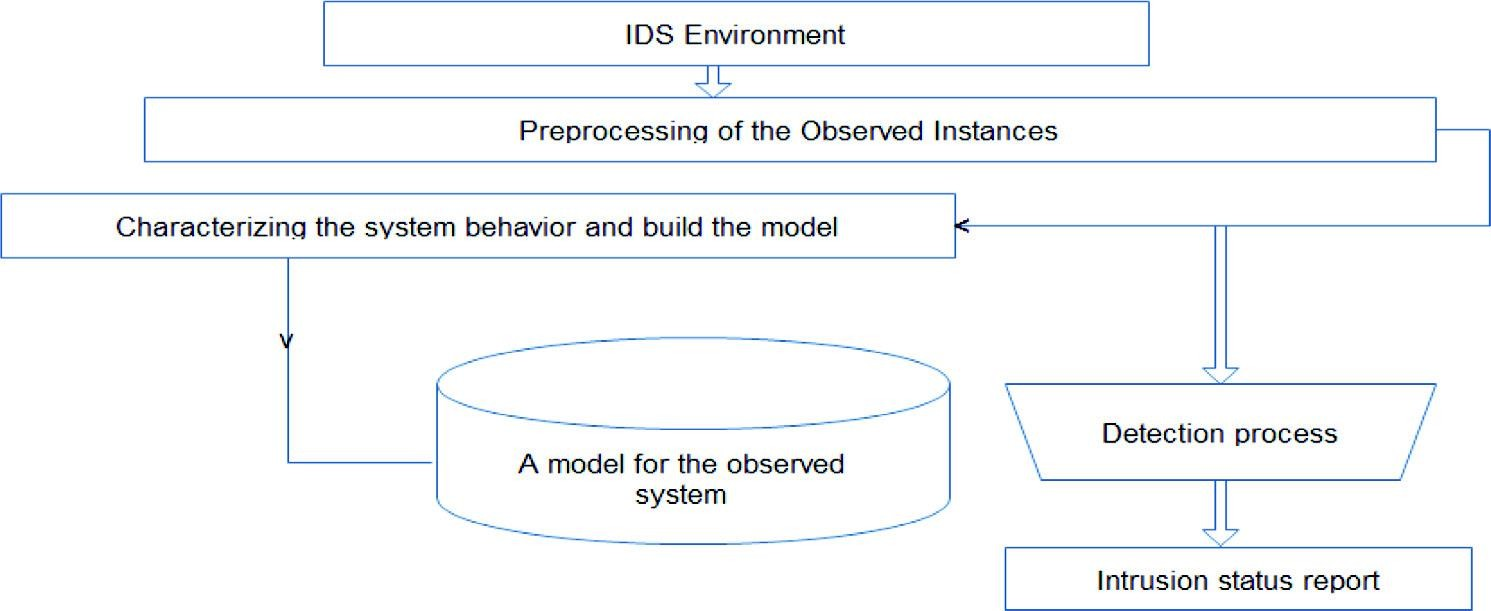 IDS Environment
Preprocessing of the Observed Instances
Characterizing the system behavior and build the model
A model for the observed
system
Detection process
Intrusion status report